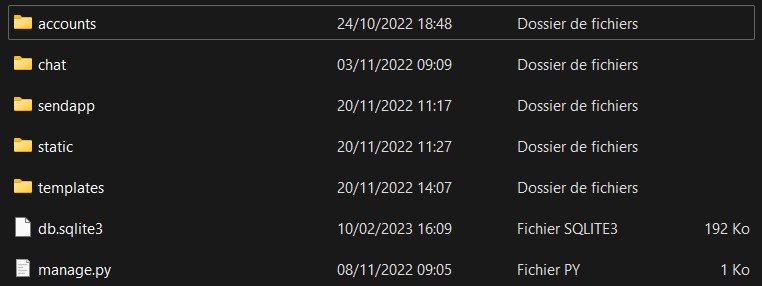 accounts 24/10/2022 18:48 Dossier de fichiers
chat 03/11/2022 09:09 Dossier de fichiers
sendapp 20/11/2022 11:17 Dossier de fichiers
static 20/11/2022 11:27 Dossier de fichiers
templates 20/11/2022 14:07 Dossier de fichiers
db.sqlite3 10/02/2023 16:09 Fichier SQLITE3 192 Ko
manage.py 08/11/2022 09:05 Fichier PY 1 Ko